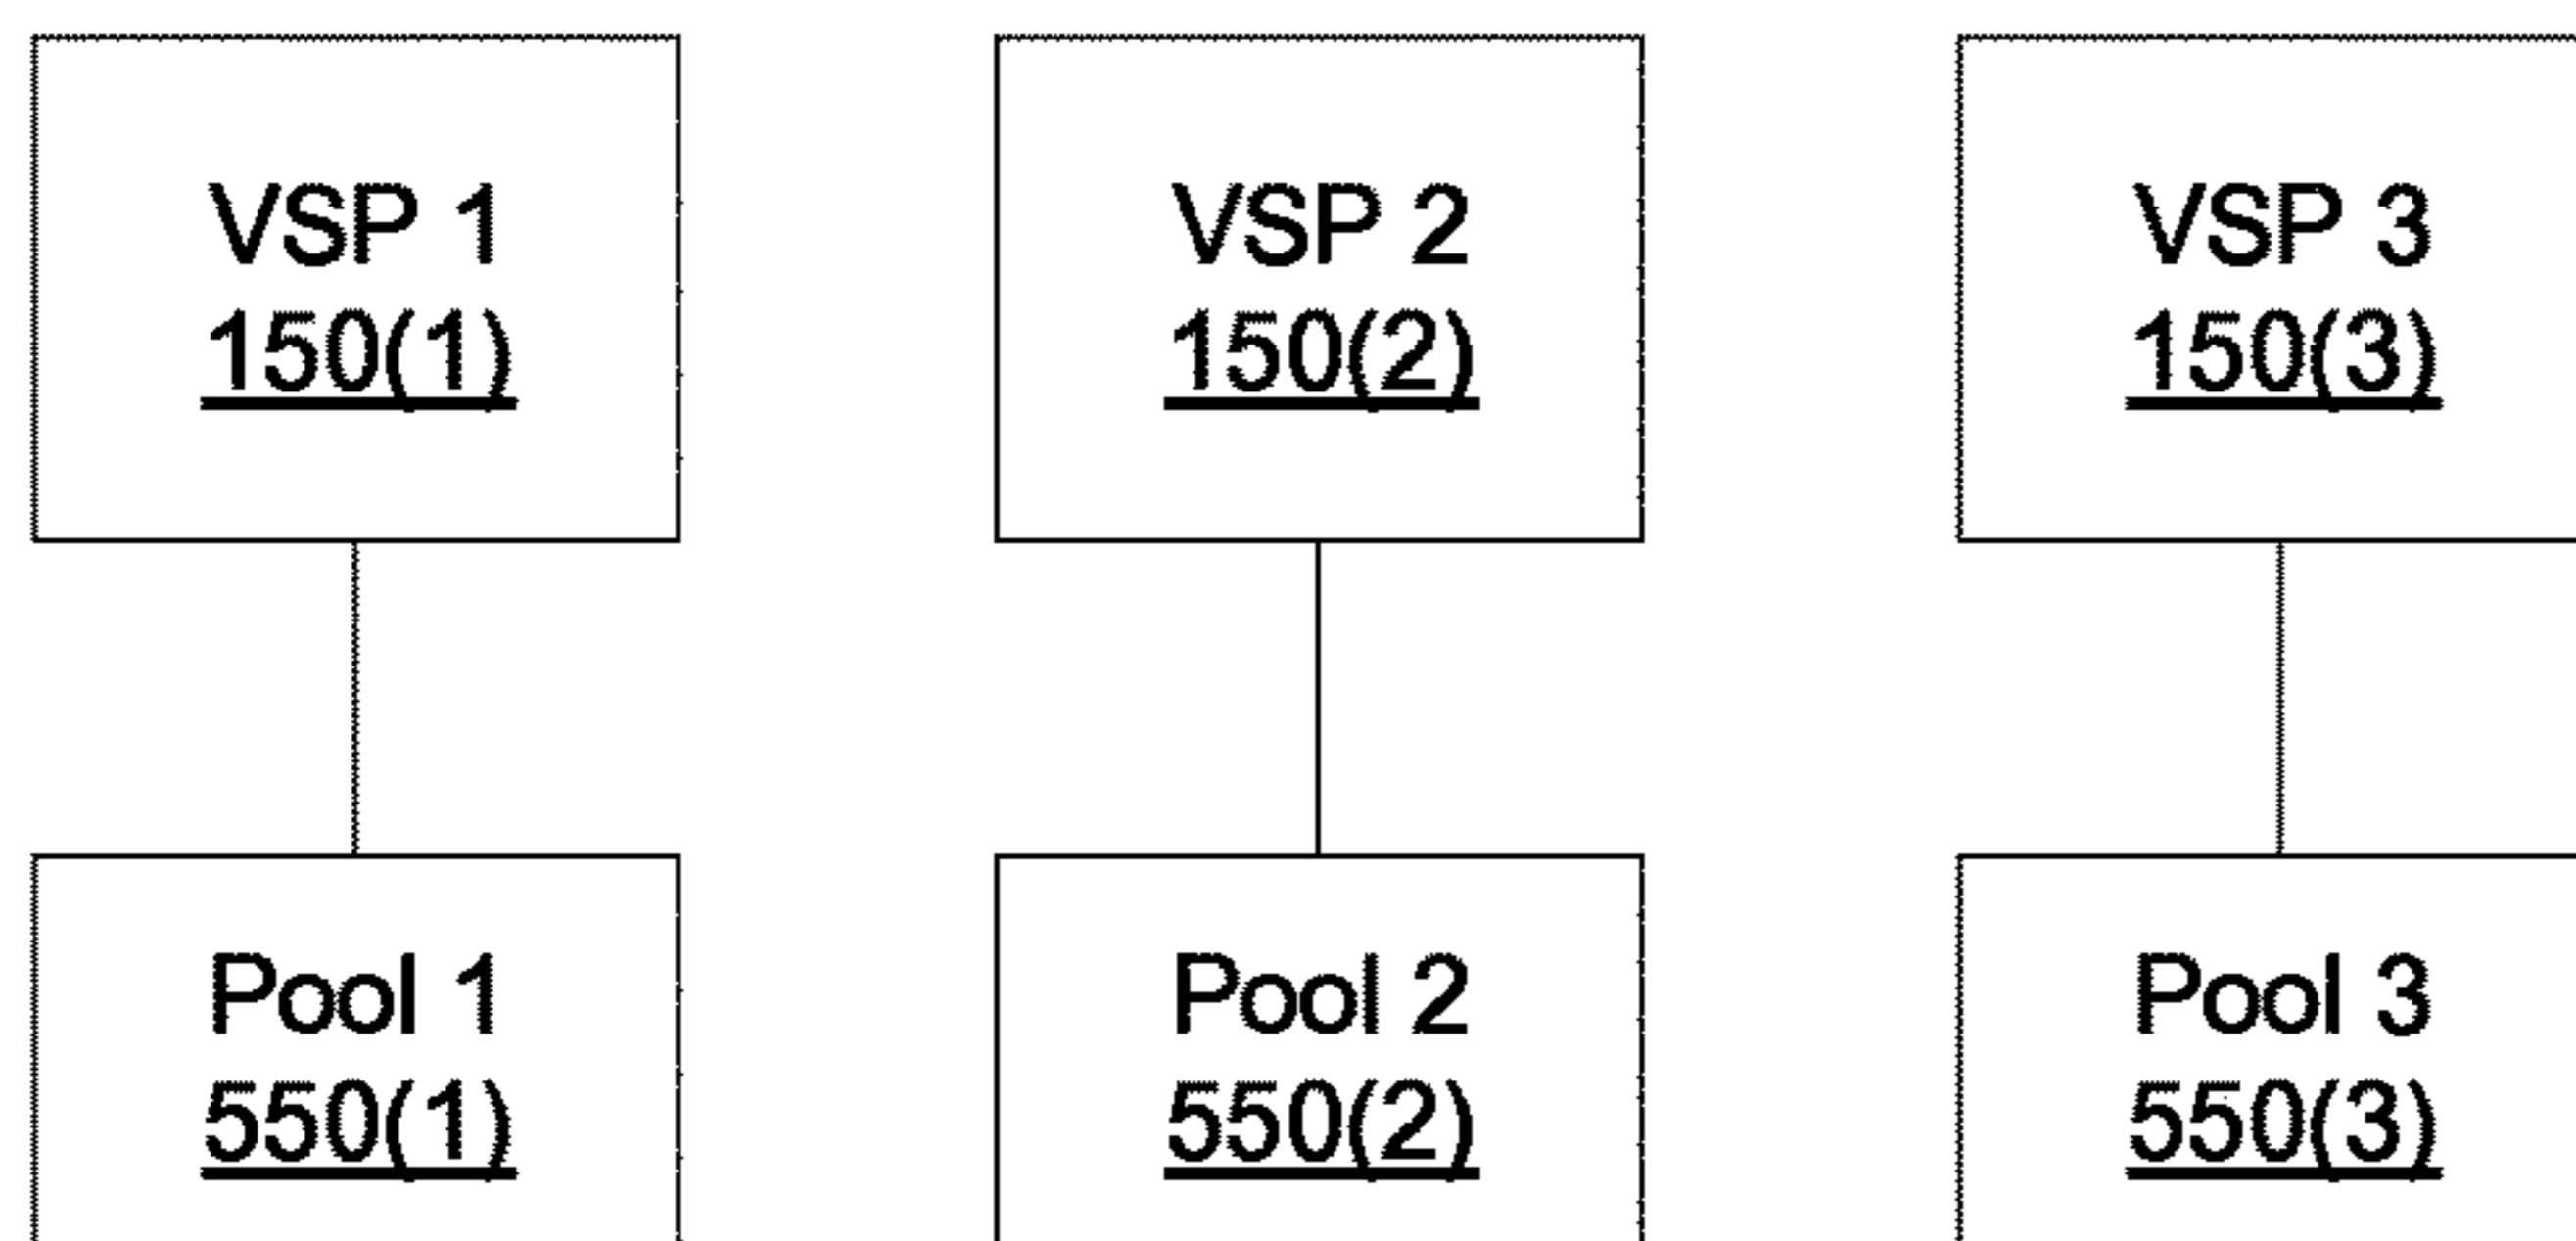 VSP 1
150(1)
VSP 2
150(2)
VSP 3
150(3)
Pool 1
550(1)
Pool 2
550(2)
Pool 3
550(3)